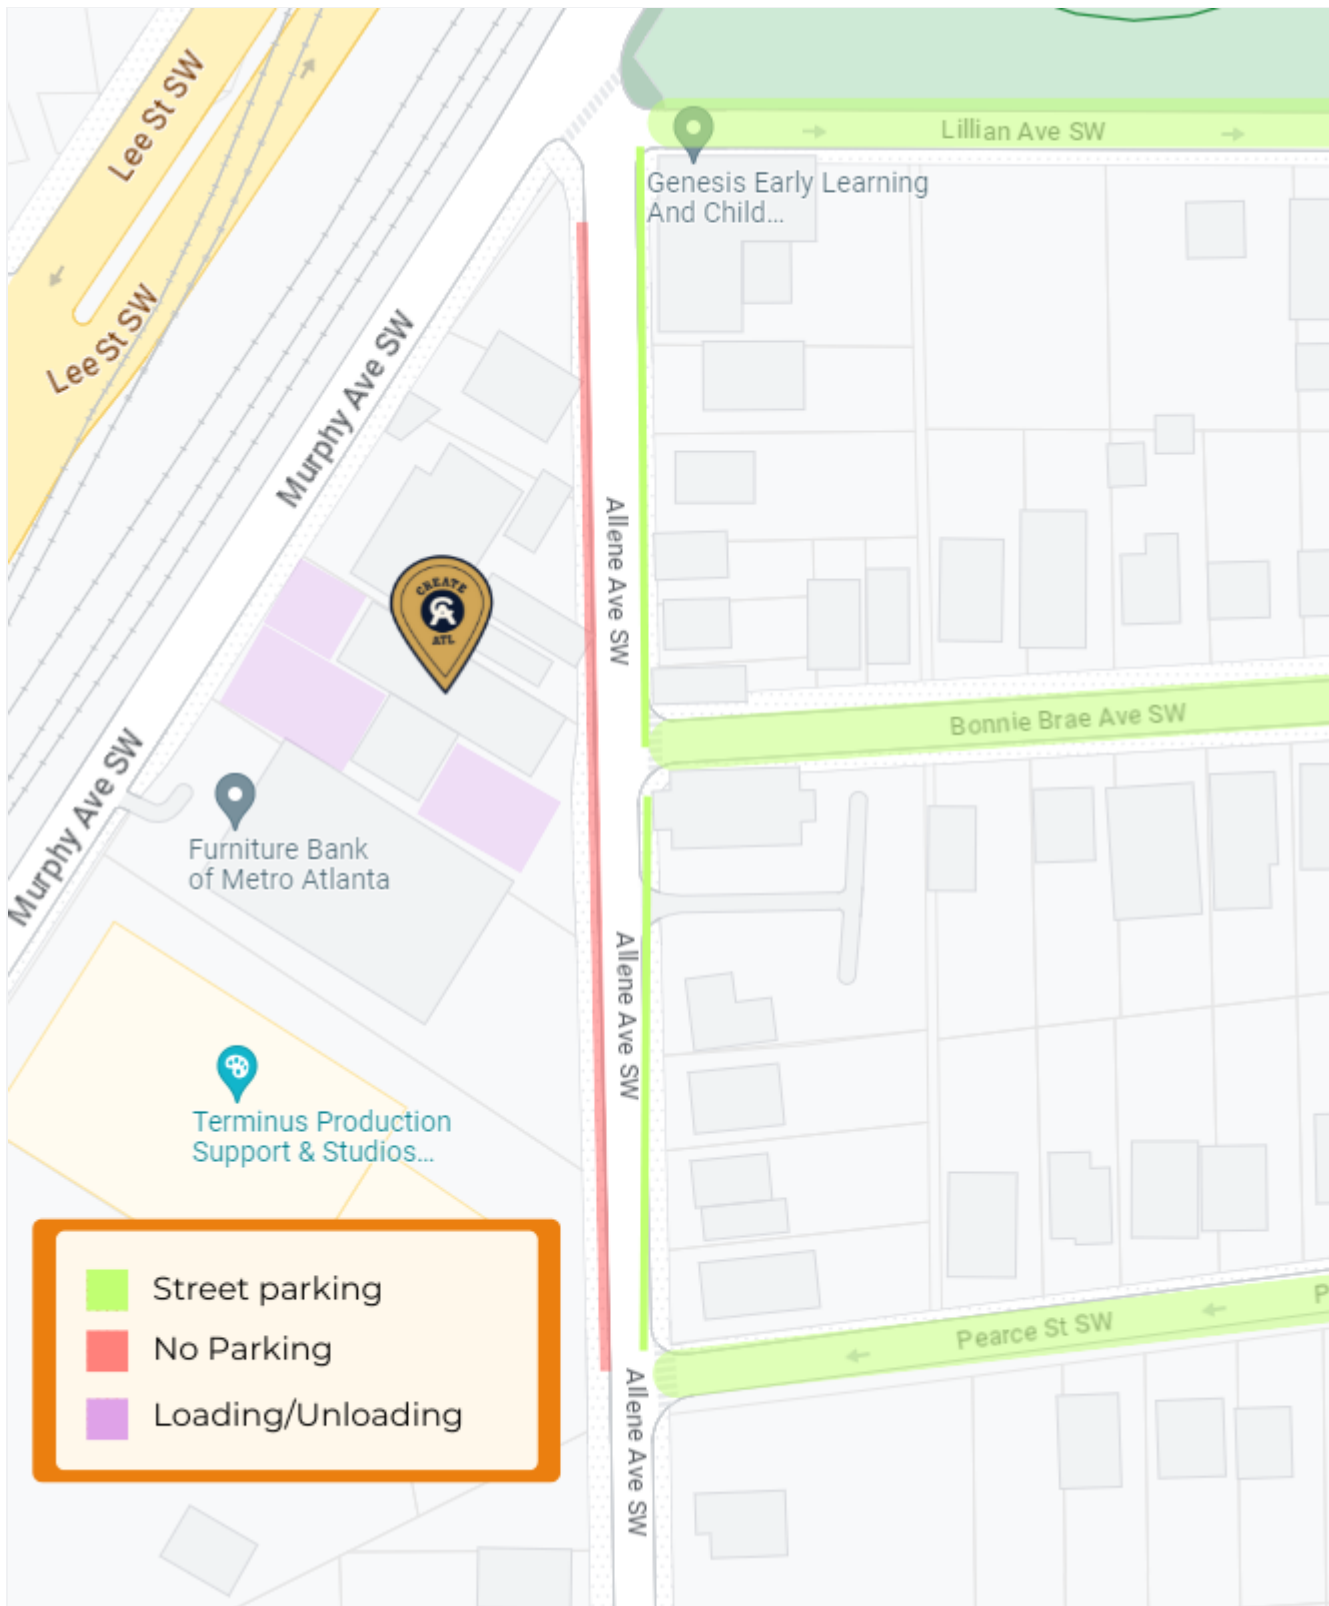 Lee St SW
Lillian Ave SW
Genesis Early Learning
And Child...
Lee St SW
Murphy Ave SW
Allene Ave SW
CREATE
CA
ATL
Bonnie Brae Ave SW
Murphy Ave SW
Furniture Bank
of Metro Atlanta
Allene Ave SW
Terminus Production
Support & Studios...
Street parking
No Parking
Loading/Unloading
Pearce St SW
P
Allene Ave SW